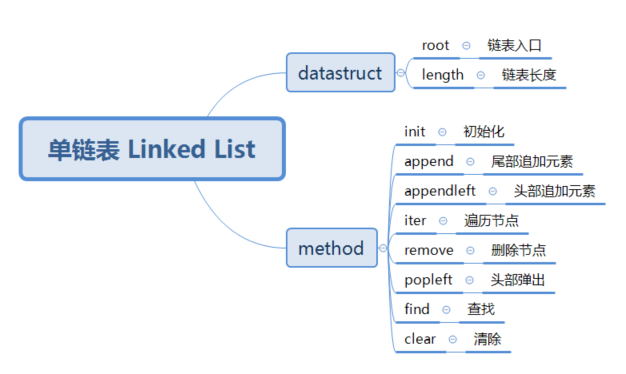 单链表 Linked List
datastruct
root 链表入口
length 链表长度
method
init 初始化
append 尾部追加元素
appendleft 头部追加元素
iter 遍历节点
remove 删除节点
popleft 头部弹出
find 查找
clear 清除